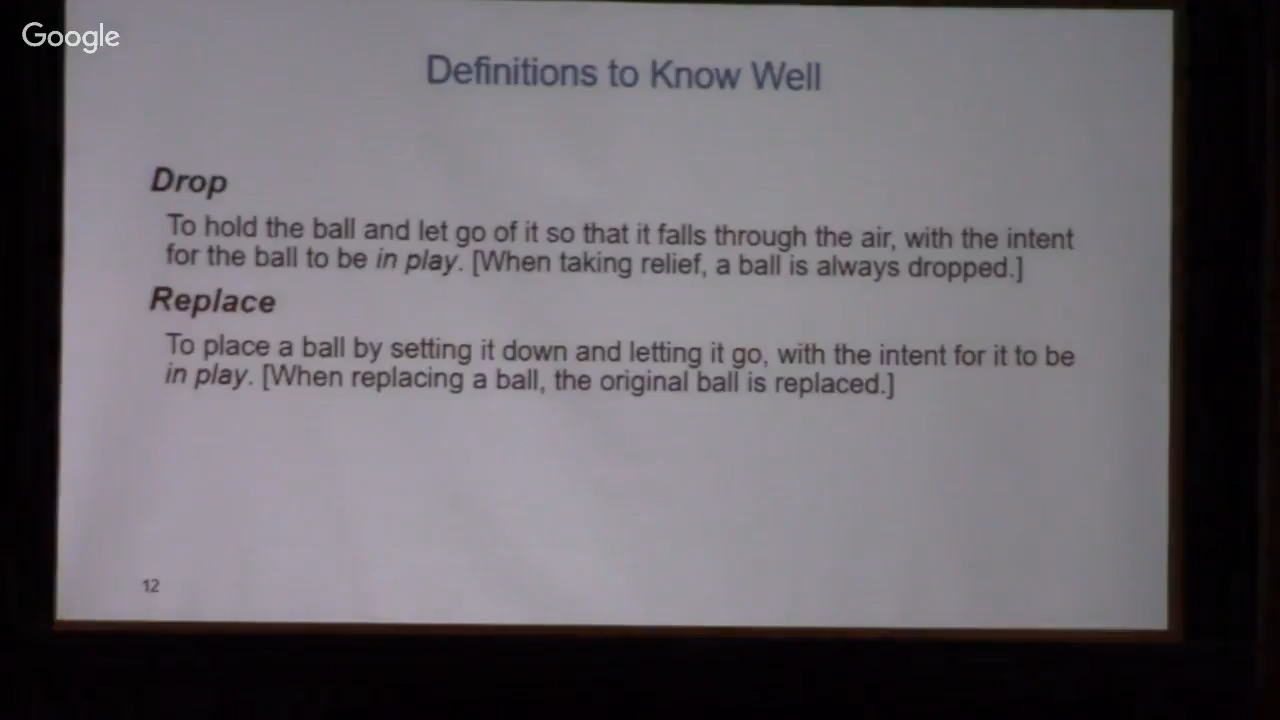 Google
Definitions to Know Well
Drop
To hold the ball and let go of it so that it falls through the air, with the intent
for the ball to be in play. [When taking relief, a ball is always dropped.]
Replace
To place a ball by setting it down and letting it go, with the intent for it to be
in play. [When replacing a ball, the original ball is replaced.]
12